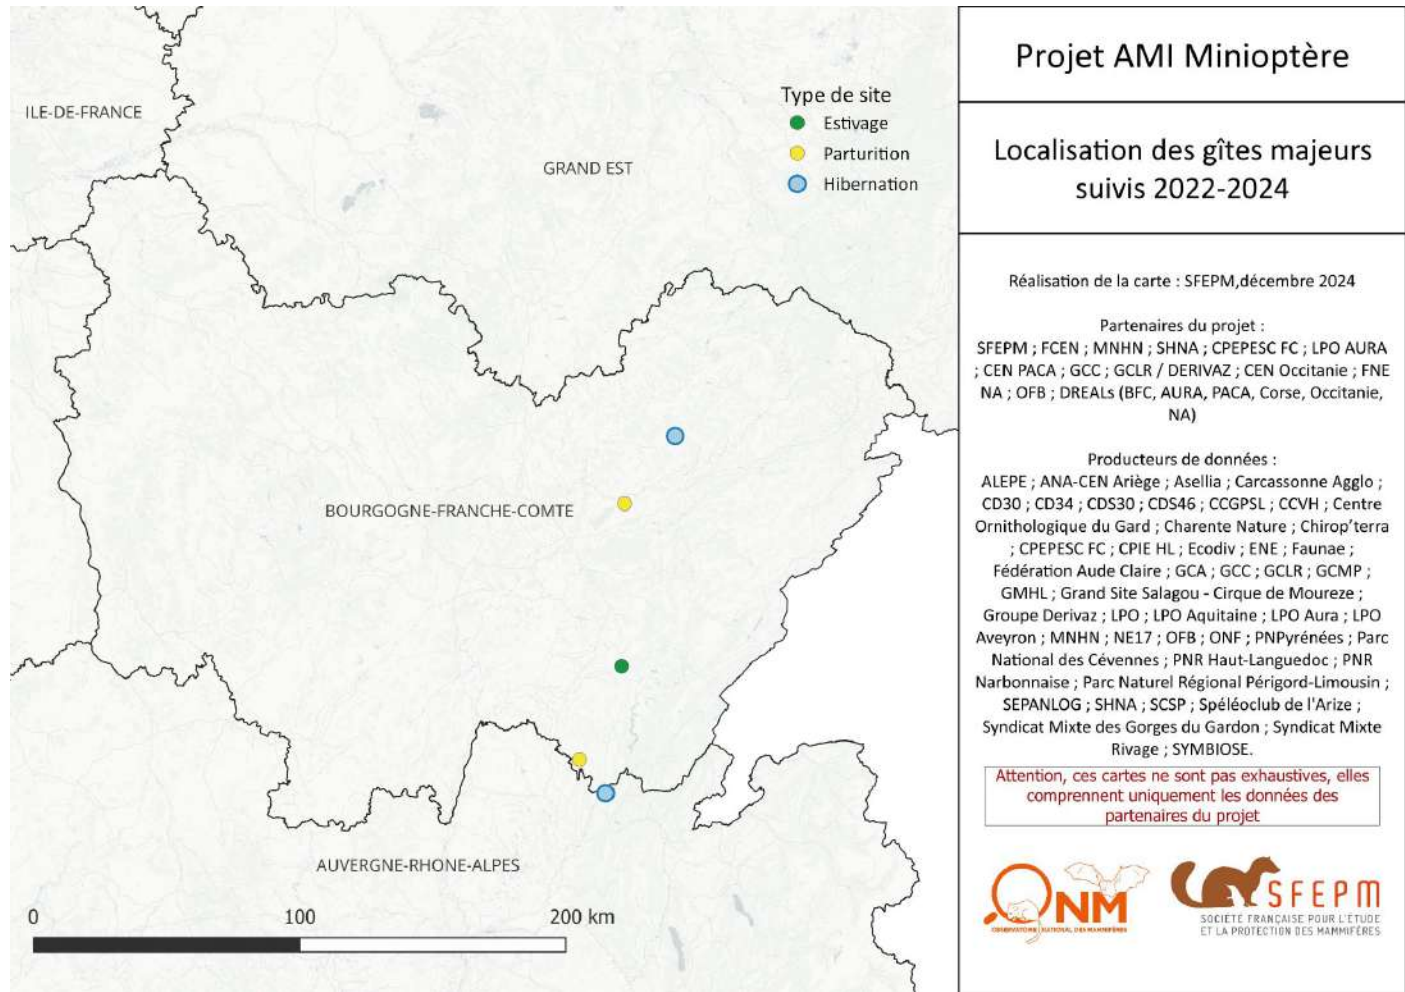 ILE-DE-FRANCE
GRAND EST
BOURGOGNE-FRANCHE-COMTE
AUVERGNE-RHONE-ALPES
Type de site
Estivage
Parturition
Hibernation
0 100 200 km
Projet AMI Minioptère
Localisation des gîtes majeurs
suivis 2022-2024
Réalisation de la carte : SFEPM,décembre 2024
Partenaires du projet :
SFEPM ; FCEN ; MNHN ; SHNA ; CPEPESC FC ; LPO AURA
; CEN PACA ; GCC ; GCLR / DERIVAZ ; CEN Occitanie ; FNE
NA ; OFB ; DREALs (BFC, AURA, PACA, Corse, Occitanie,
NA)
Producteurs de données :
ALEPE ; ANA-CEN Ariège ; Asellia ; Carcassonne Agglo ;
CD30 ; CD34 ; CDS30 ; CDS46 ; CCGPSL ; CCVH ; Centre
Ornithologique du Gard ; Charente Nature ; Chirop'terra
; CPEPESC FC ; CPIE HL ; Ecodiv ; ENE ; Faunae ;
Fédération Aude Claire ; GCA ; GCC ; GCLR ; GCMP ;
GMHL ; Grand Site Salagou - Cirque de Moureze ;
Groupe Derivaz ; LPO ; LPO Aquitaine ; LPO Aura ; LPO
Aveyron ; MNHN ; NE17 ; OFB ; ONF ; PNPyrénées ; Parc
National des Cévennes ; PNR Haut-Languedoc ; PNR
Narbonnaise ; Parc Naturel Régional Périgord-Limousin ;
SEPANLOG ; SHNA ; SCSP ; Spéléoclub de l'Arize ;
Syndicat Mixte des Gorges du Gardon ; Syndicat Mixte
Rivage ; SYMBIOSE.
Attention, ces cartes ne sont pas exhaustives, elles
comprennent uniquement les données des
partenaires du projet
ONM
OBSERVATOIRE NATIONAL DES MAMMIFÈRES
SFEPM
SOCIÉTÉ FRANÇAISE POUR L'ÉTUDE
ET LA PROTECTION DES MAMMIFÈRES